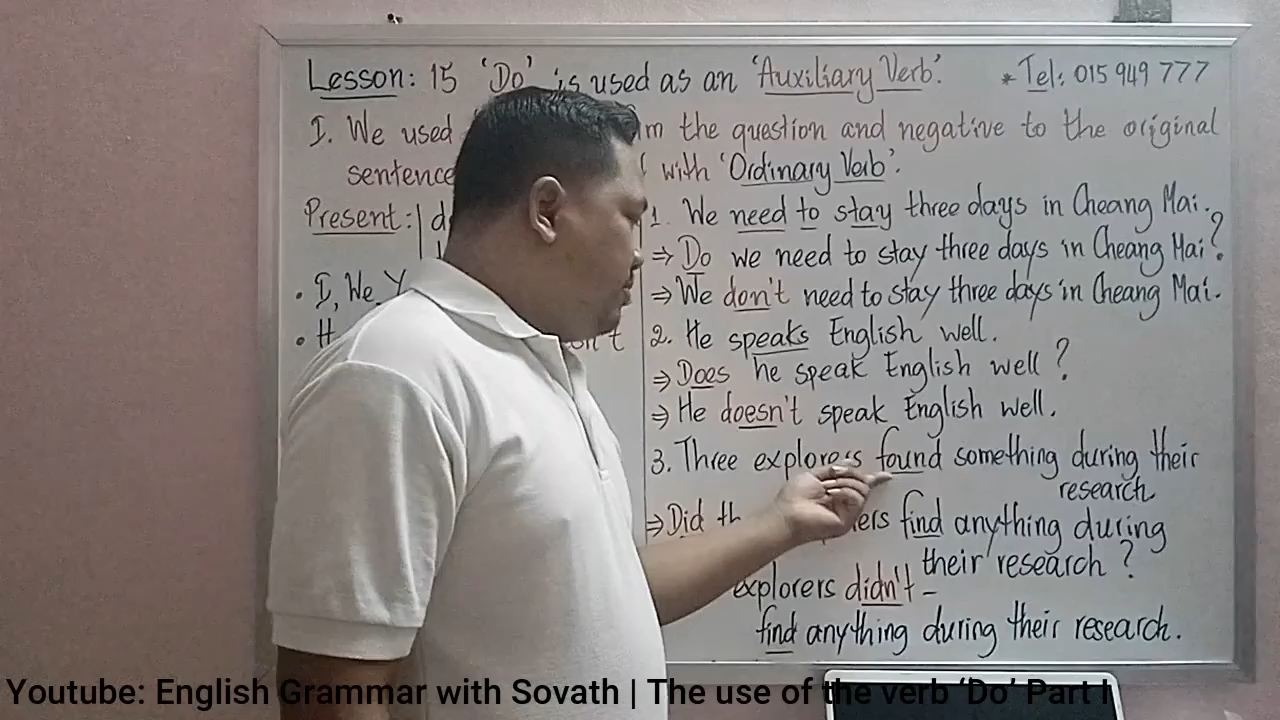 Lesson: 15 'Do' is used as an 'Auxiliary Verb'. * Tel: 015 949 777
I. We used the question and negative to the original
sentence with 'Ordinary Verb'.
Present:
• I, We
1. We need to stay three days in Cheang Mai.
⇒ Do we need to stay three days in Cheang Mai?
⇒ We don't need to stay three days in Cheang Mai.
2. He speaks English well.
⇒ Does he speak English well?
⇒ He doesn't speak English well.
3. Three explorers found something during their
research
⇒ Did find anything during
their research?
explorers didn't -
find anything during their research.
Youtube: English Grammar with Sovath | The use of the verb 'Do' Part I